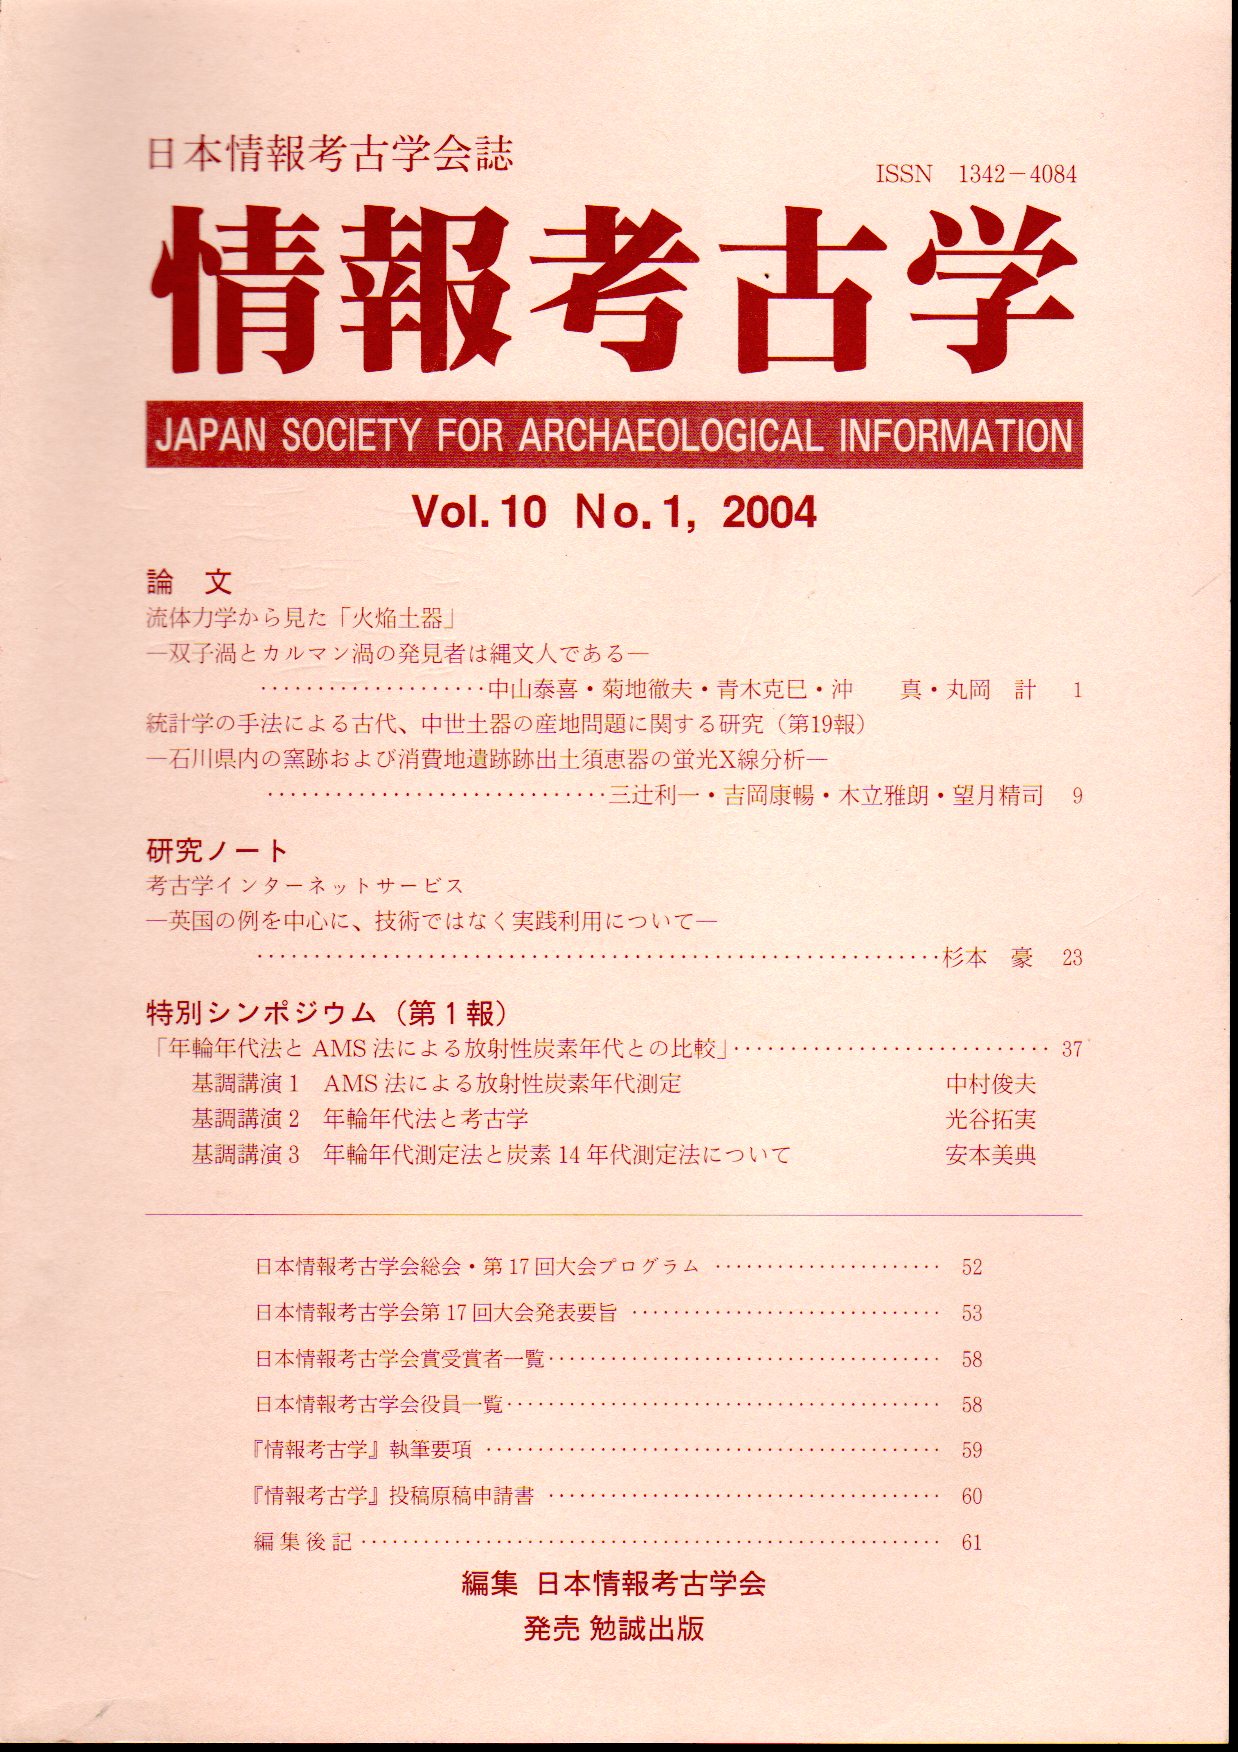 日本情報考古学会誌
ISSN 1342-4084
情報考古学
JAPAN SOCIETY FOR ARCHAEOLOGICAL INFORMATION
Vol.10 No.1, 2004
論 文
流体力学から見た「火焔土器」
―双子渦とカルマン渦の発見者は縄文人である―
····················中山泰喜・菊地徹夫・青木克巳・沖 真・丸岡 計 1
統計学の手法による古代、中世土器の産地問題に関する研究（第19報）
―石川県内の窯跡および消費地遺跡跡出土須恵器の蛍光X線分析―
······························三辻利一・吉岡康暢・木立雅朗・望月精司 9
研究ノート
考古学インターネットサービス
―英国の例を中心に、技術ではなく実践利用について―
····························································杉本 豪 23
特別シンポジウム（第1報）
「年輪年代法と AMS 法による放射性炭素年代との比較」···························· 37
基調講演 1 AMS 法による放射性炭素年代測定 中村俊夫
基調講演 2 年輪年代法と考古学 光谷拓実
基調講演 3 年輪年代測定法と炭素 14 年代測定法について 安本美典
日本情報考古学会総会・第 17 回大会プログラム ······················ 52
日本情報考古学会第 17 回大会発表要旨 ······························ 53
日本情報考古学会賞受賞者一覧······································ 58
日本情報考古学会役員一覧·········································· 58
『情報考古学』執筆要項 ············································ 59
『情報考古学』投稿原稿申請書 ······································ 60
編集後記························································ 61
編集 日本情報考古学会
発売 勉誠出版